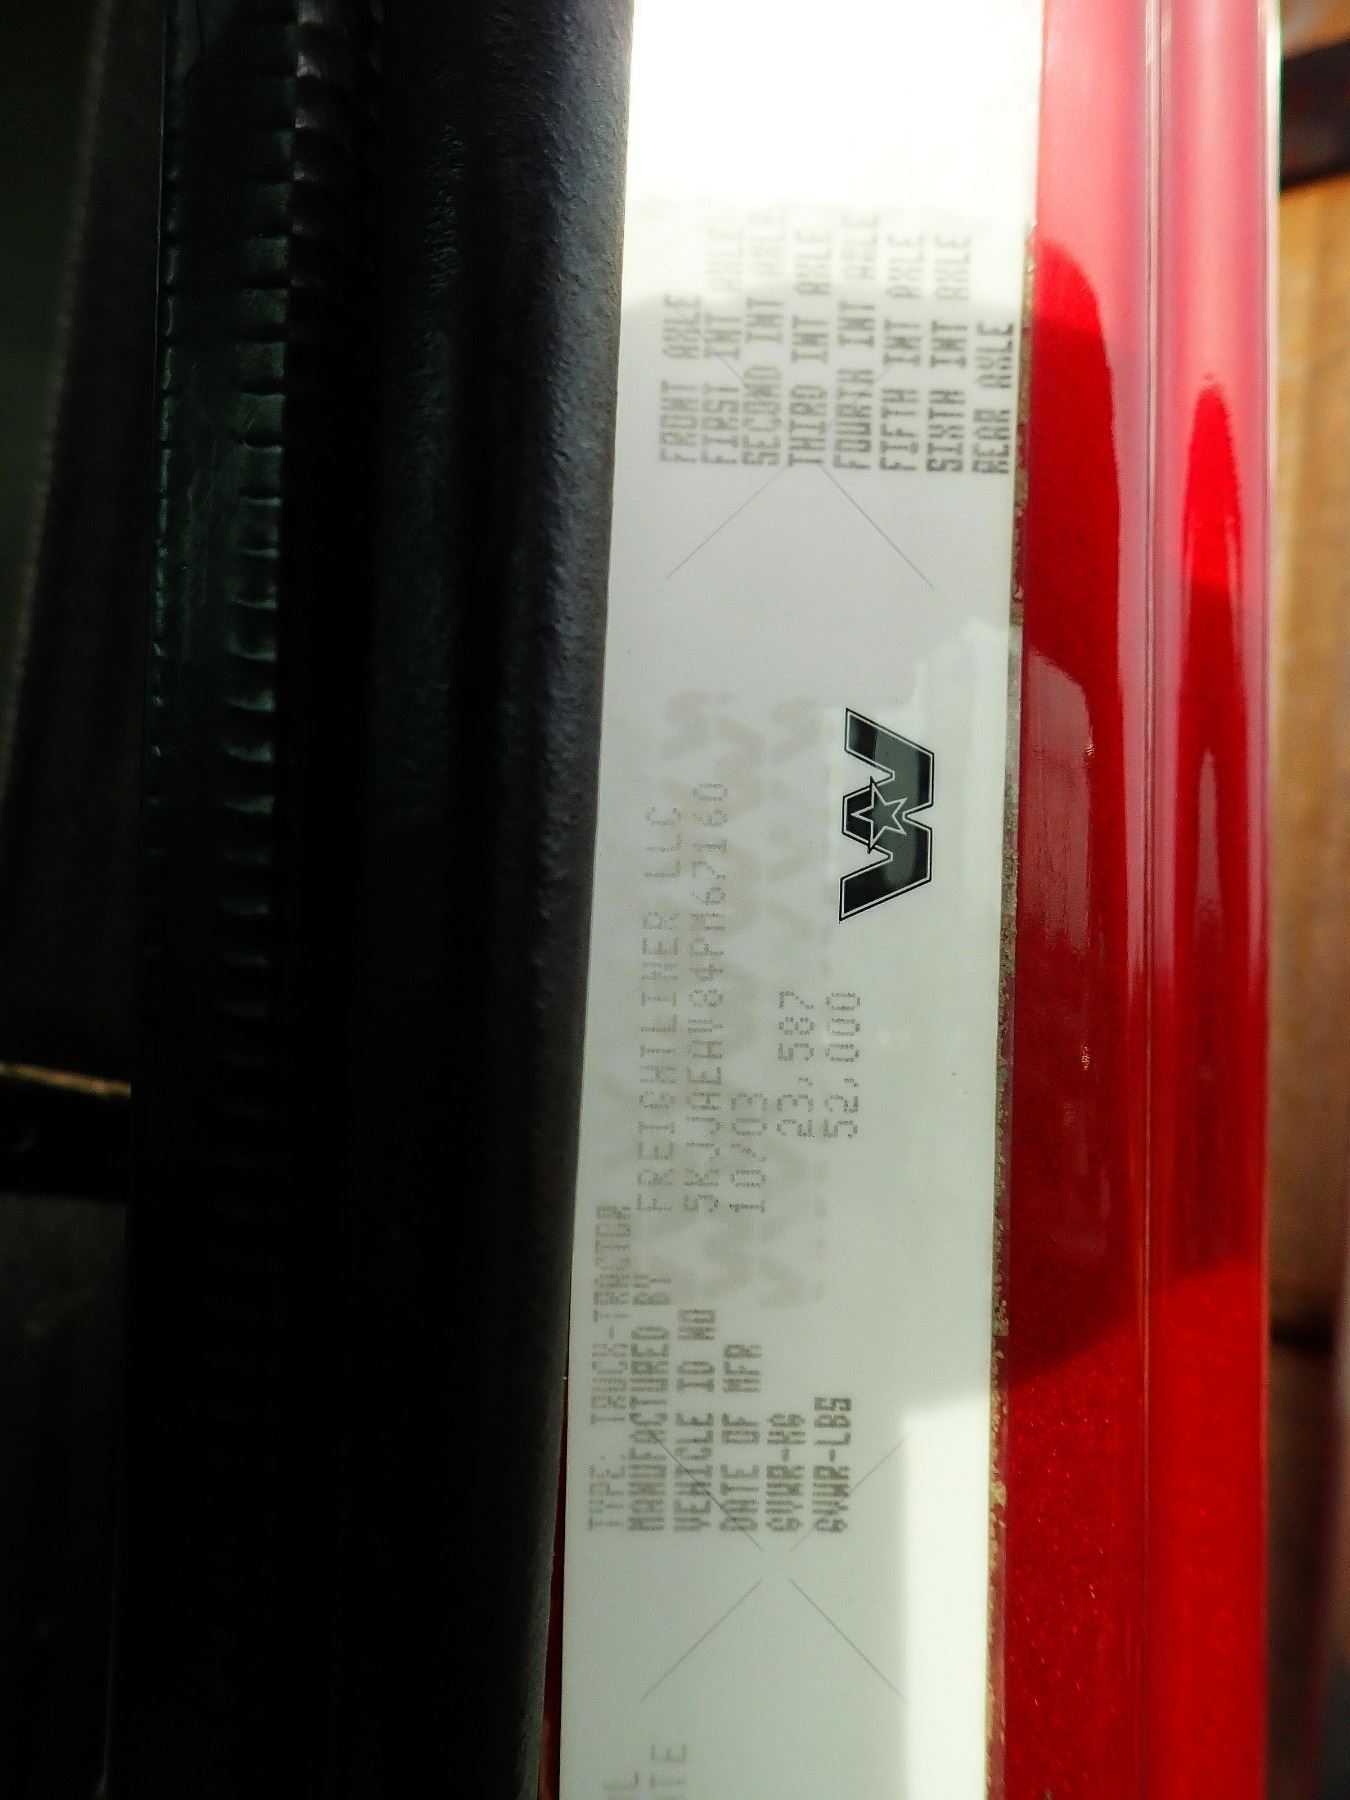 TYPE: TRUCK-TRACTOR
MANUFACTURED BY FREIGHTLINER LLC
VEHICLE ID NO
DATE OF MFR 10/03
GVWR-KG 23,587
GVWR-LBS 52,000
FRONT AXLE
FIRST INT AXLE
SECOND INT AXLE
THIRD INT AXLE
FOURTH INT AXLE
FIFTH INT AXLE
SIXTH INT AXLE
REAR AXLE